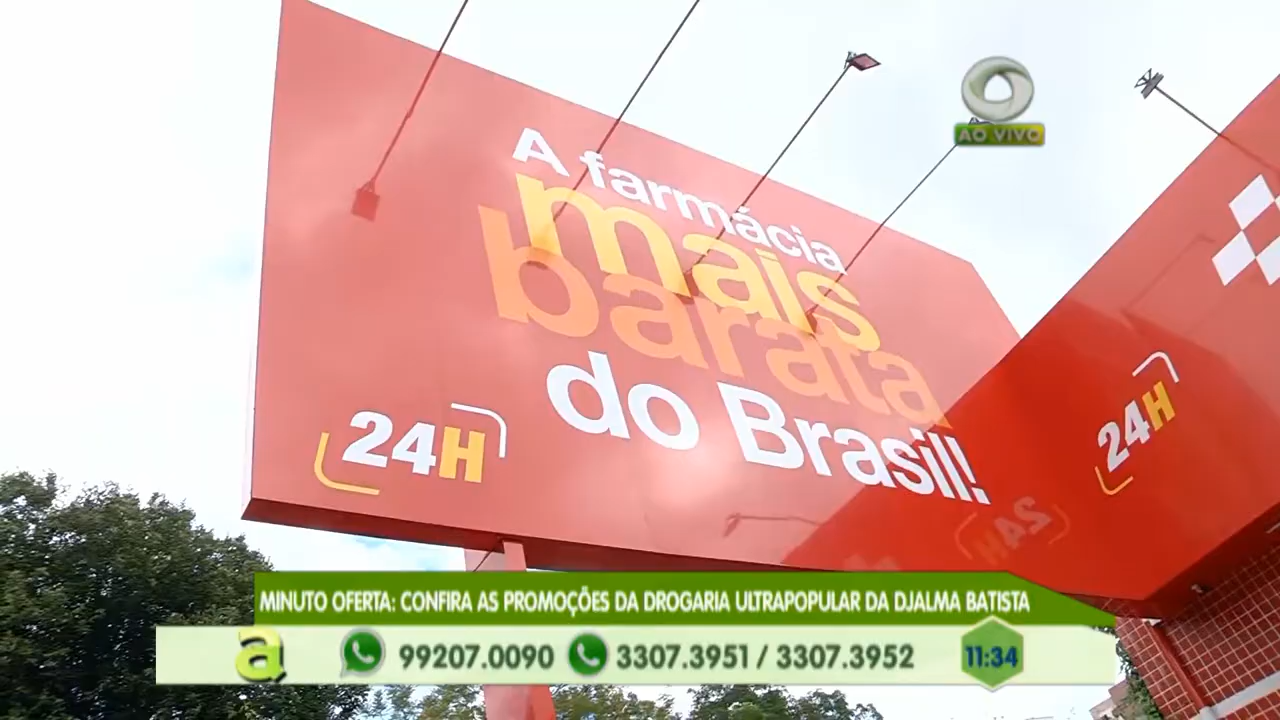 AO VIVO
A farmácia
mais
barata
do Brasil!
24H
24H
24H
MINUTO OFERTA: CONFIRA AS PROMOÇÕES DA DROGARIA ULTRAPOPULAR DA DJALMA BATISTA
a 99207.0090 3307.3951 / 3307.3952 11:34